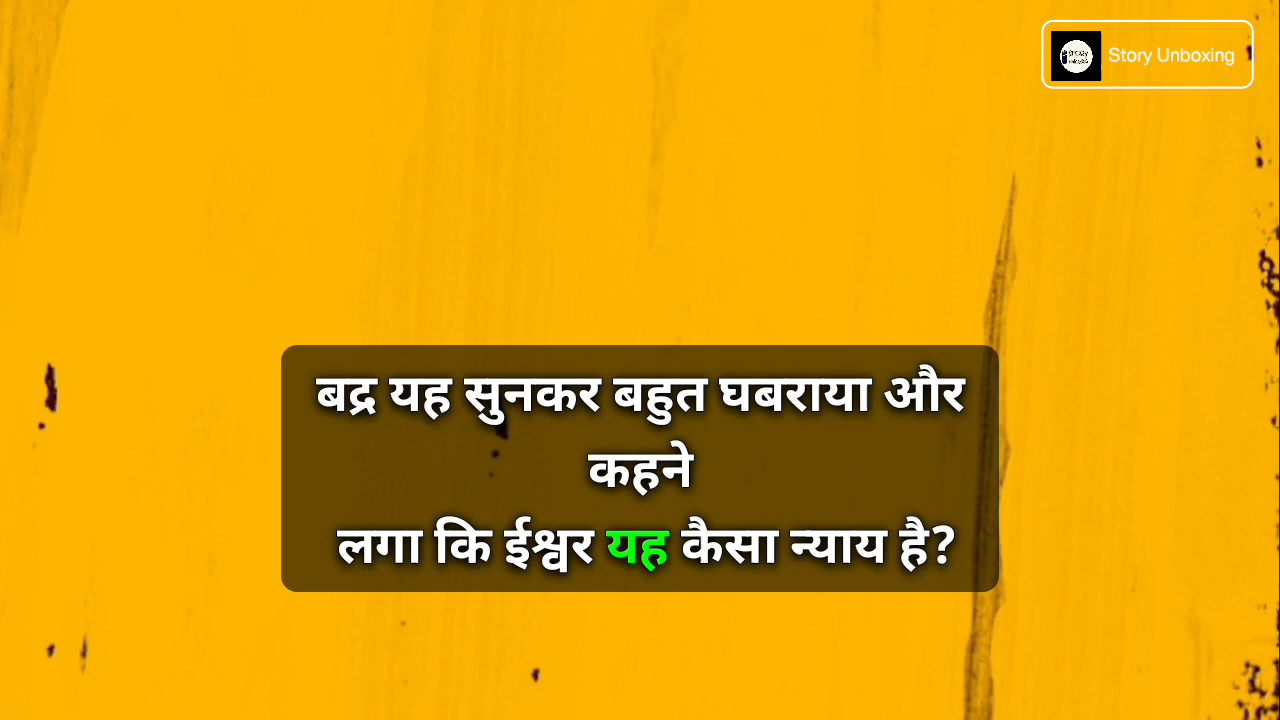 Story Unboxing
बद्र यह सुनकर बहुत घबराया और
कहने
लगा कि ईश्वर यह कैसा न्याय है?